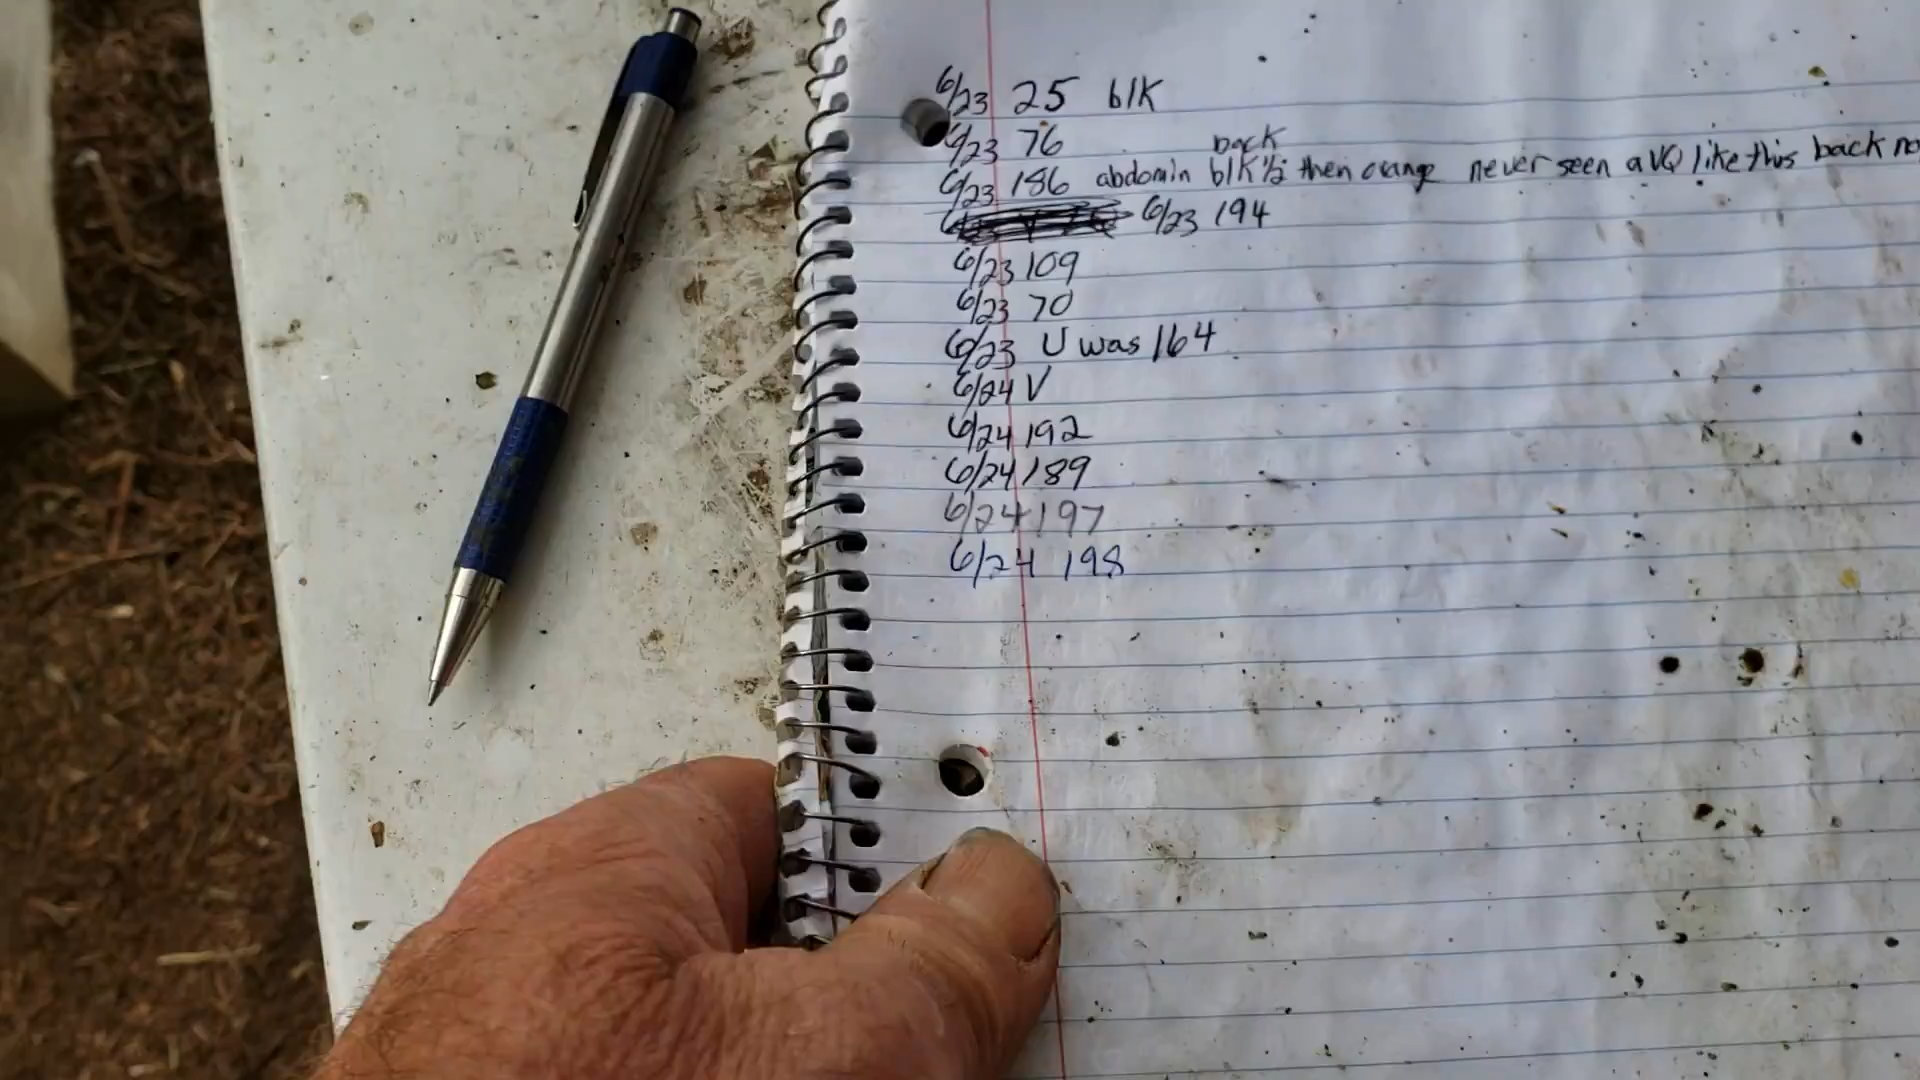 6/23 25 blk
6/23 76
back
6/23 186 abdomin blk 1/2 then orange never seen a VQ like this back
6/23 194
6/23 109
6/23 70
6/23 U was 164
6/24 V
6/24 192
6/24 189
6/24 197
6/24 198